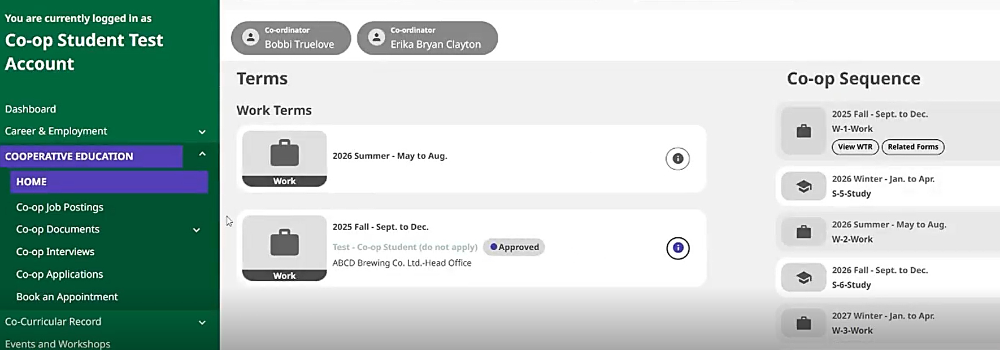 You are currently logged in as
Co-op Student Test
Account
Dashboard
Career & Employment
COOPERATIVE EDUCATION
HOME
Co-op Job Postings
Co-op Documents
Co-op Interviews
Co-op Applications
Book an Appointment
Co-Curricular Record
Events and Workshops
Co-ordinator
Bobbi Truelove
Co-ordinator
Erika Bryan Clayton
Terms
Work Terms
2026 Summer - May to Aug.
Work
2025 Fall - Sept. to Dec.
Test - Co-op Student (do not apply) Approved
ABCD Brewing Co. Ltd.-Head Office
Work
Co-op Sequence
2025 Fall - Sept. to Dec.
W-1-Work
View WTR Related Forms
2026 Winter - Jan. to Apr.
S-5-Study
2026 Summer - May to Aug.
W-2-Work
2026 Fall - Sept. to Dec.
S-6-Study
2027 Winter - Jan. to Apr.
W-3-Work